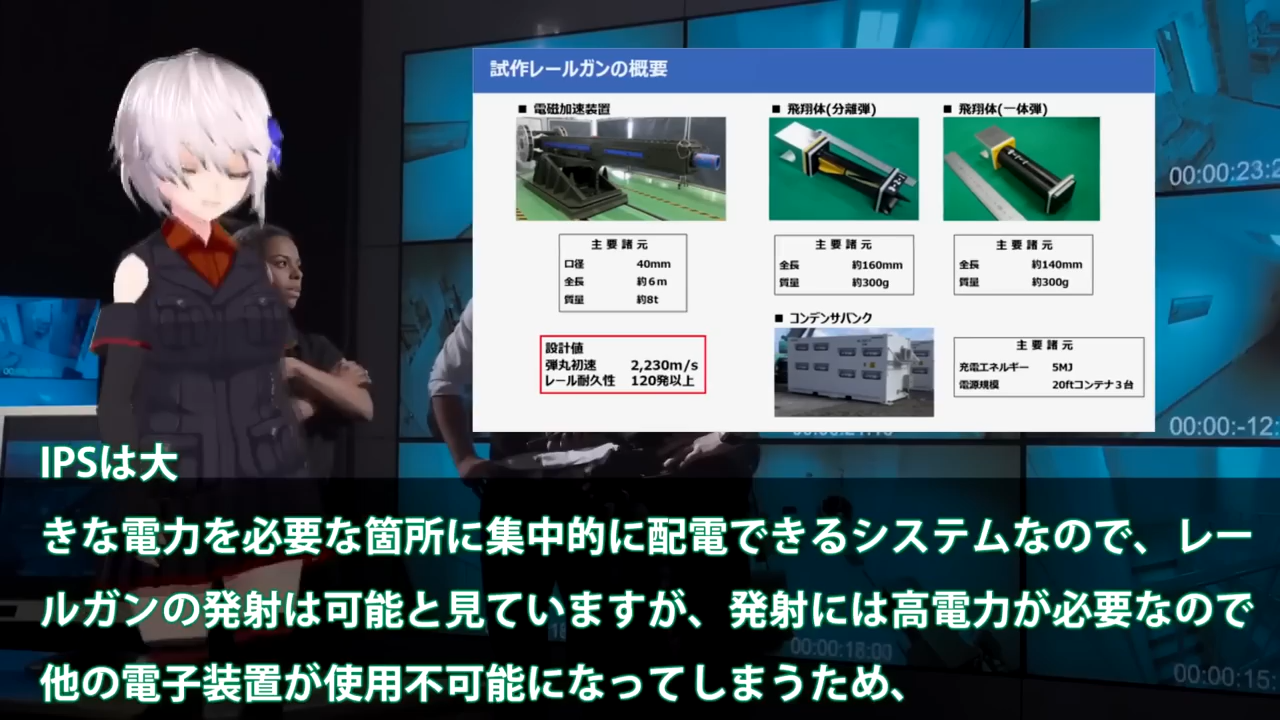 試作レールガンの概要
■ 電磁加速装置
■ 飛翔体(分離弾)
■ 飛翔体(一体弾)
主要諸元
口径 40mm
全長 約6m
質量 約8t
主要諸元
全長 約160mm
質量 約300g
主要諸元
全長 約140mm
質量 約300g
設計値
弾丸初速 2,230m/s
レール耐久性 120発以上
■ コンデンサバンク
主要諸元
充電エネルギー 5MJ
電源規模 20ftコンテナ3台
00:00:23:2
00:00:-12:
00:00:18:00
00:00:15:
IPSは大
きな電力を必要な箇所に集中的に配電できるシステムなので、レー
ルガンの発射は可能と見ていますが、発射には高電力が必要なので
他の電子装置が使用不可能になってしまうため、